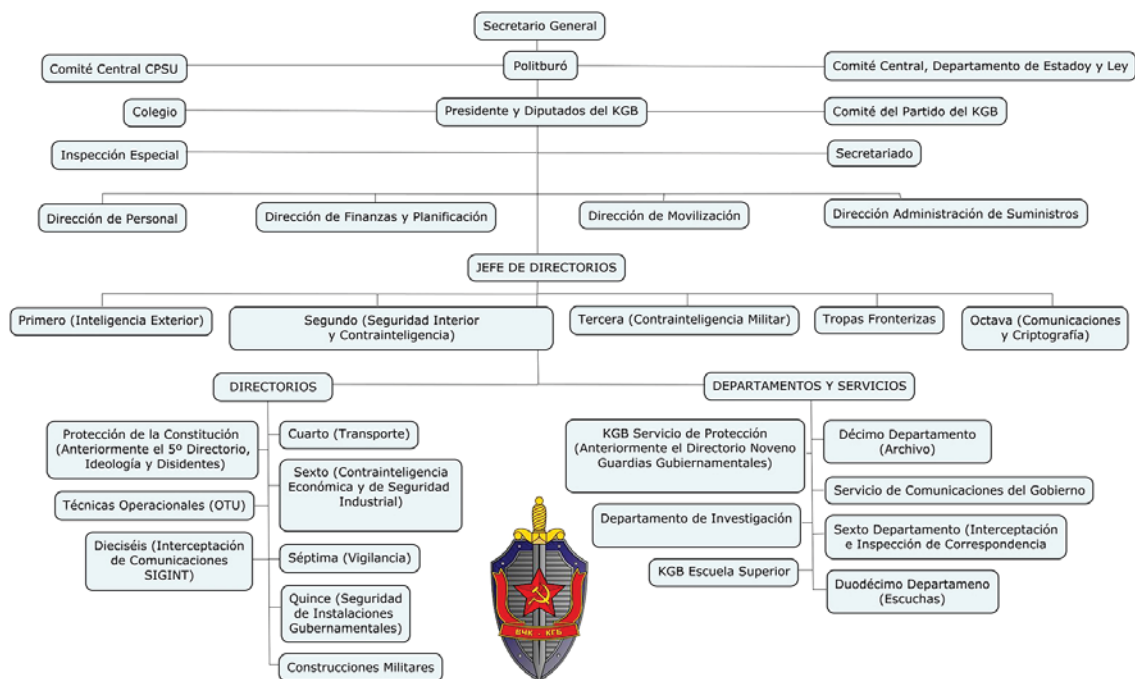 Secretario General
Comité Central CPSU
Politburó
Comité Central, Departamento de Estadoy y Ley
Colegio
Presidente y Diputados del KGB
Comité del Partido del KGB
Inspección Especial
Secretariado
Dirección de Personal
Dirección de Finanzas y Planificación
Dirección de Movilización
Dirección Administración de Suministros
JEFE DE DIRECTORIOS
Primero (Inteligencia Exterior)
Segundo (Seguridad Interior
y Contrainteligencia)
Tercera (Contrainteligencia Militar)
Tropas Fronterizas
Octava (Comunicaciones
y Criptografía)
DIRECTORIOS
Protección de la Constitución
(Anteriormente el 5º Directorio,
Ideología y Disidentes)
Cuarto (Transporte)
Sexto (Contrainteligencia
Económica y de Seguridad
Industrial)
Técnicas Operacionales (OTU)
Dieciséis (Interceptación
de Comunicaciones
SIGINT)
Séptima (Vigilancia)
Quince (Seguridad
de Instalaciones
Gubernamentales)
Construcciones Militares
DEPARTAMENTOS Y SERVICIOS
KGB Servicio de Protección
(Anteriormente el Directorio Noveno
Guardias Gubernamentales)
Décimo Departamento
(Archivo)
Servicio de Comunicaciones del Gobierno
Departamento de Investigación
Sexto Departamento (Interceptación
e Inspección de Correspondencia
KGB Escuela Superior
Duodécimo Departameno
(Escuchas)
ВЧК - КГБ